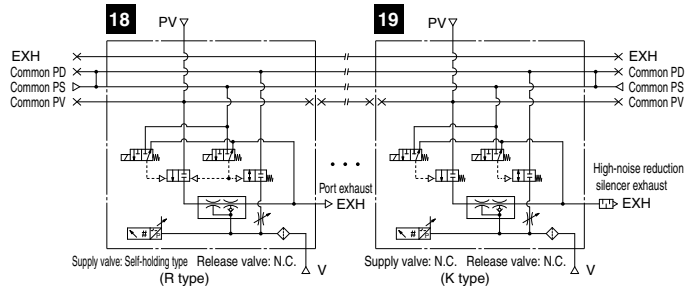 18
PV
19
PV
EXH
Common PD
Common PS
Common PV
EXH
Common PD
Common PS
Common PV
Port exhaust
EXH
High-noise reduction
silencer exhaust
EXH
#
#
Supply valve: Self-holding type
Release valve: N.C.
V
(R type)
Supply valve: N.C.
Release valve: N.C.
V
(K type)